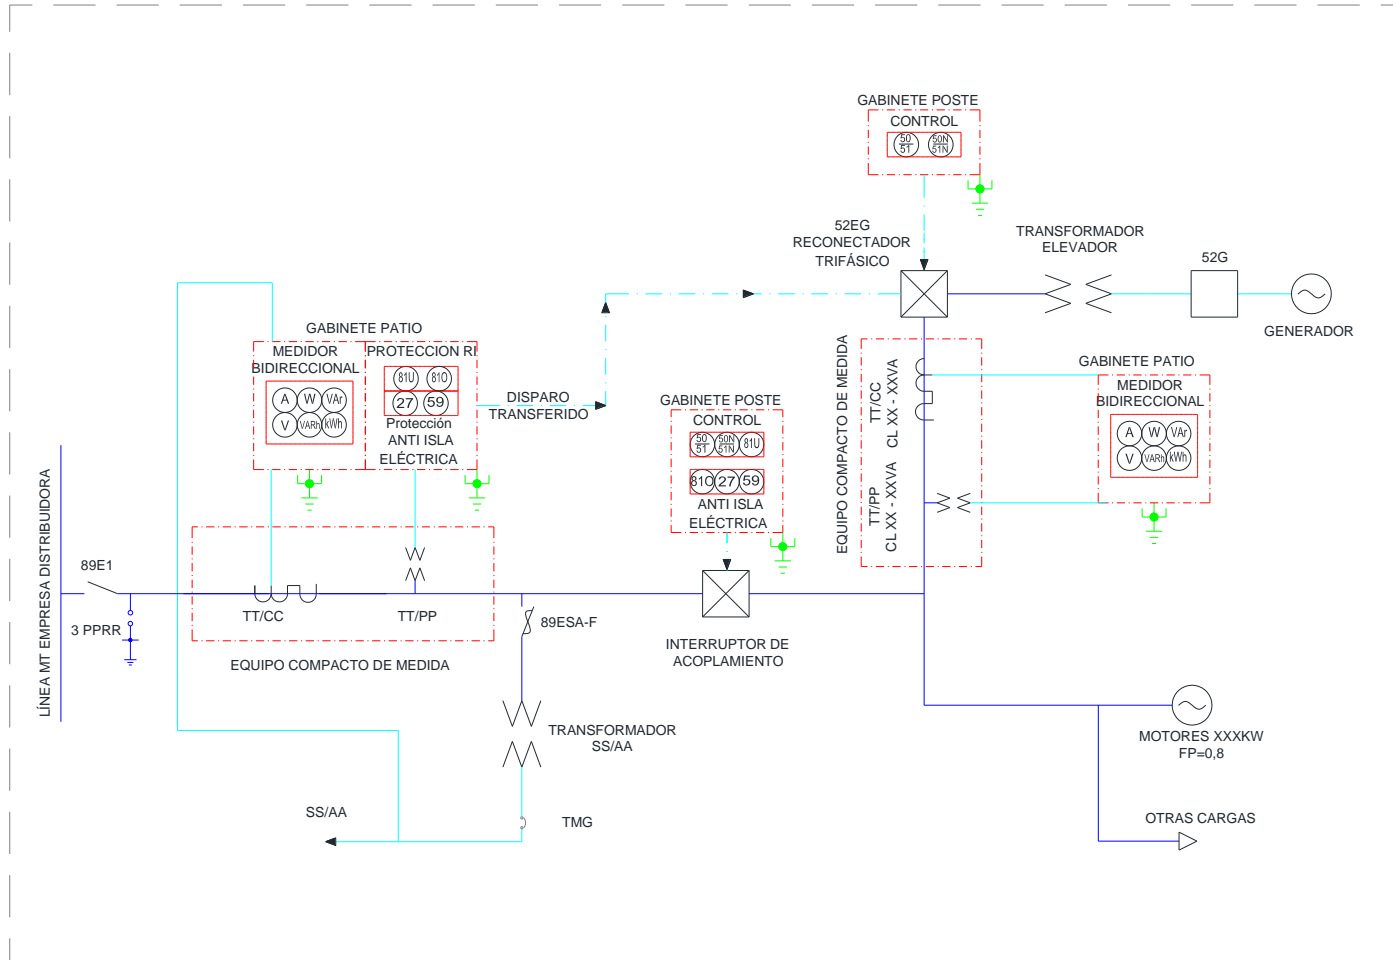 GABINETE POSTE
CONTROL
50
51
50N
51N
52EG
RECONECTADOR
TRIFÁSICO
TRANSFORMADOR
ELEVADOR
52G
GENERADOR
GABINETE PATIO
MEDIDOR
BIDIRECCIONAL
A W VAr
V VARh kWh
PROTECCION RI
81U 81O
27 59
Protección
ANTI ISLA
ELÉCTRICA
DISPARO
TRANSFERIDO
GABINETE POSTE
CONTROL
50
51
50N
51N
81U
81O 27 59
ANTI ISLA
ELÉCTRICA
EQUIPO COMPACTO DE MEDIDA
TT/CC
CL XX - XXVA
TT/PP
CL XX - XXVA
GABINETE PATIO
MEDIDOR
BIDIRECCIONAL
A W VAr
V VARh kWh
LÍNEA MT EMPRESA DISTRIBUIDORA
89E1
3 PPRR
TT/CC
TT/PP
EQUIPO COMPACTO DE MEDIDA
89ESA-F
INTERRUPTOR DE
ACOPLAMIENTO
TRANSFORMADOR
SS/AA
MOTORES XXXKW
FP=0,8
SS/AA
TMG
OTRAS CARGAS